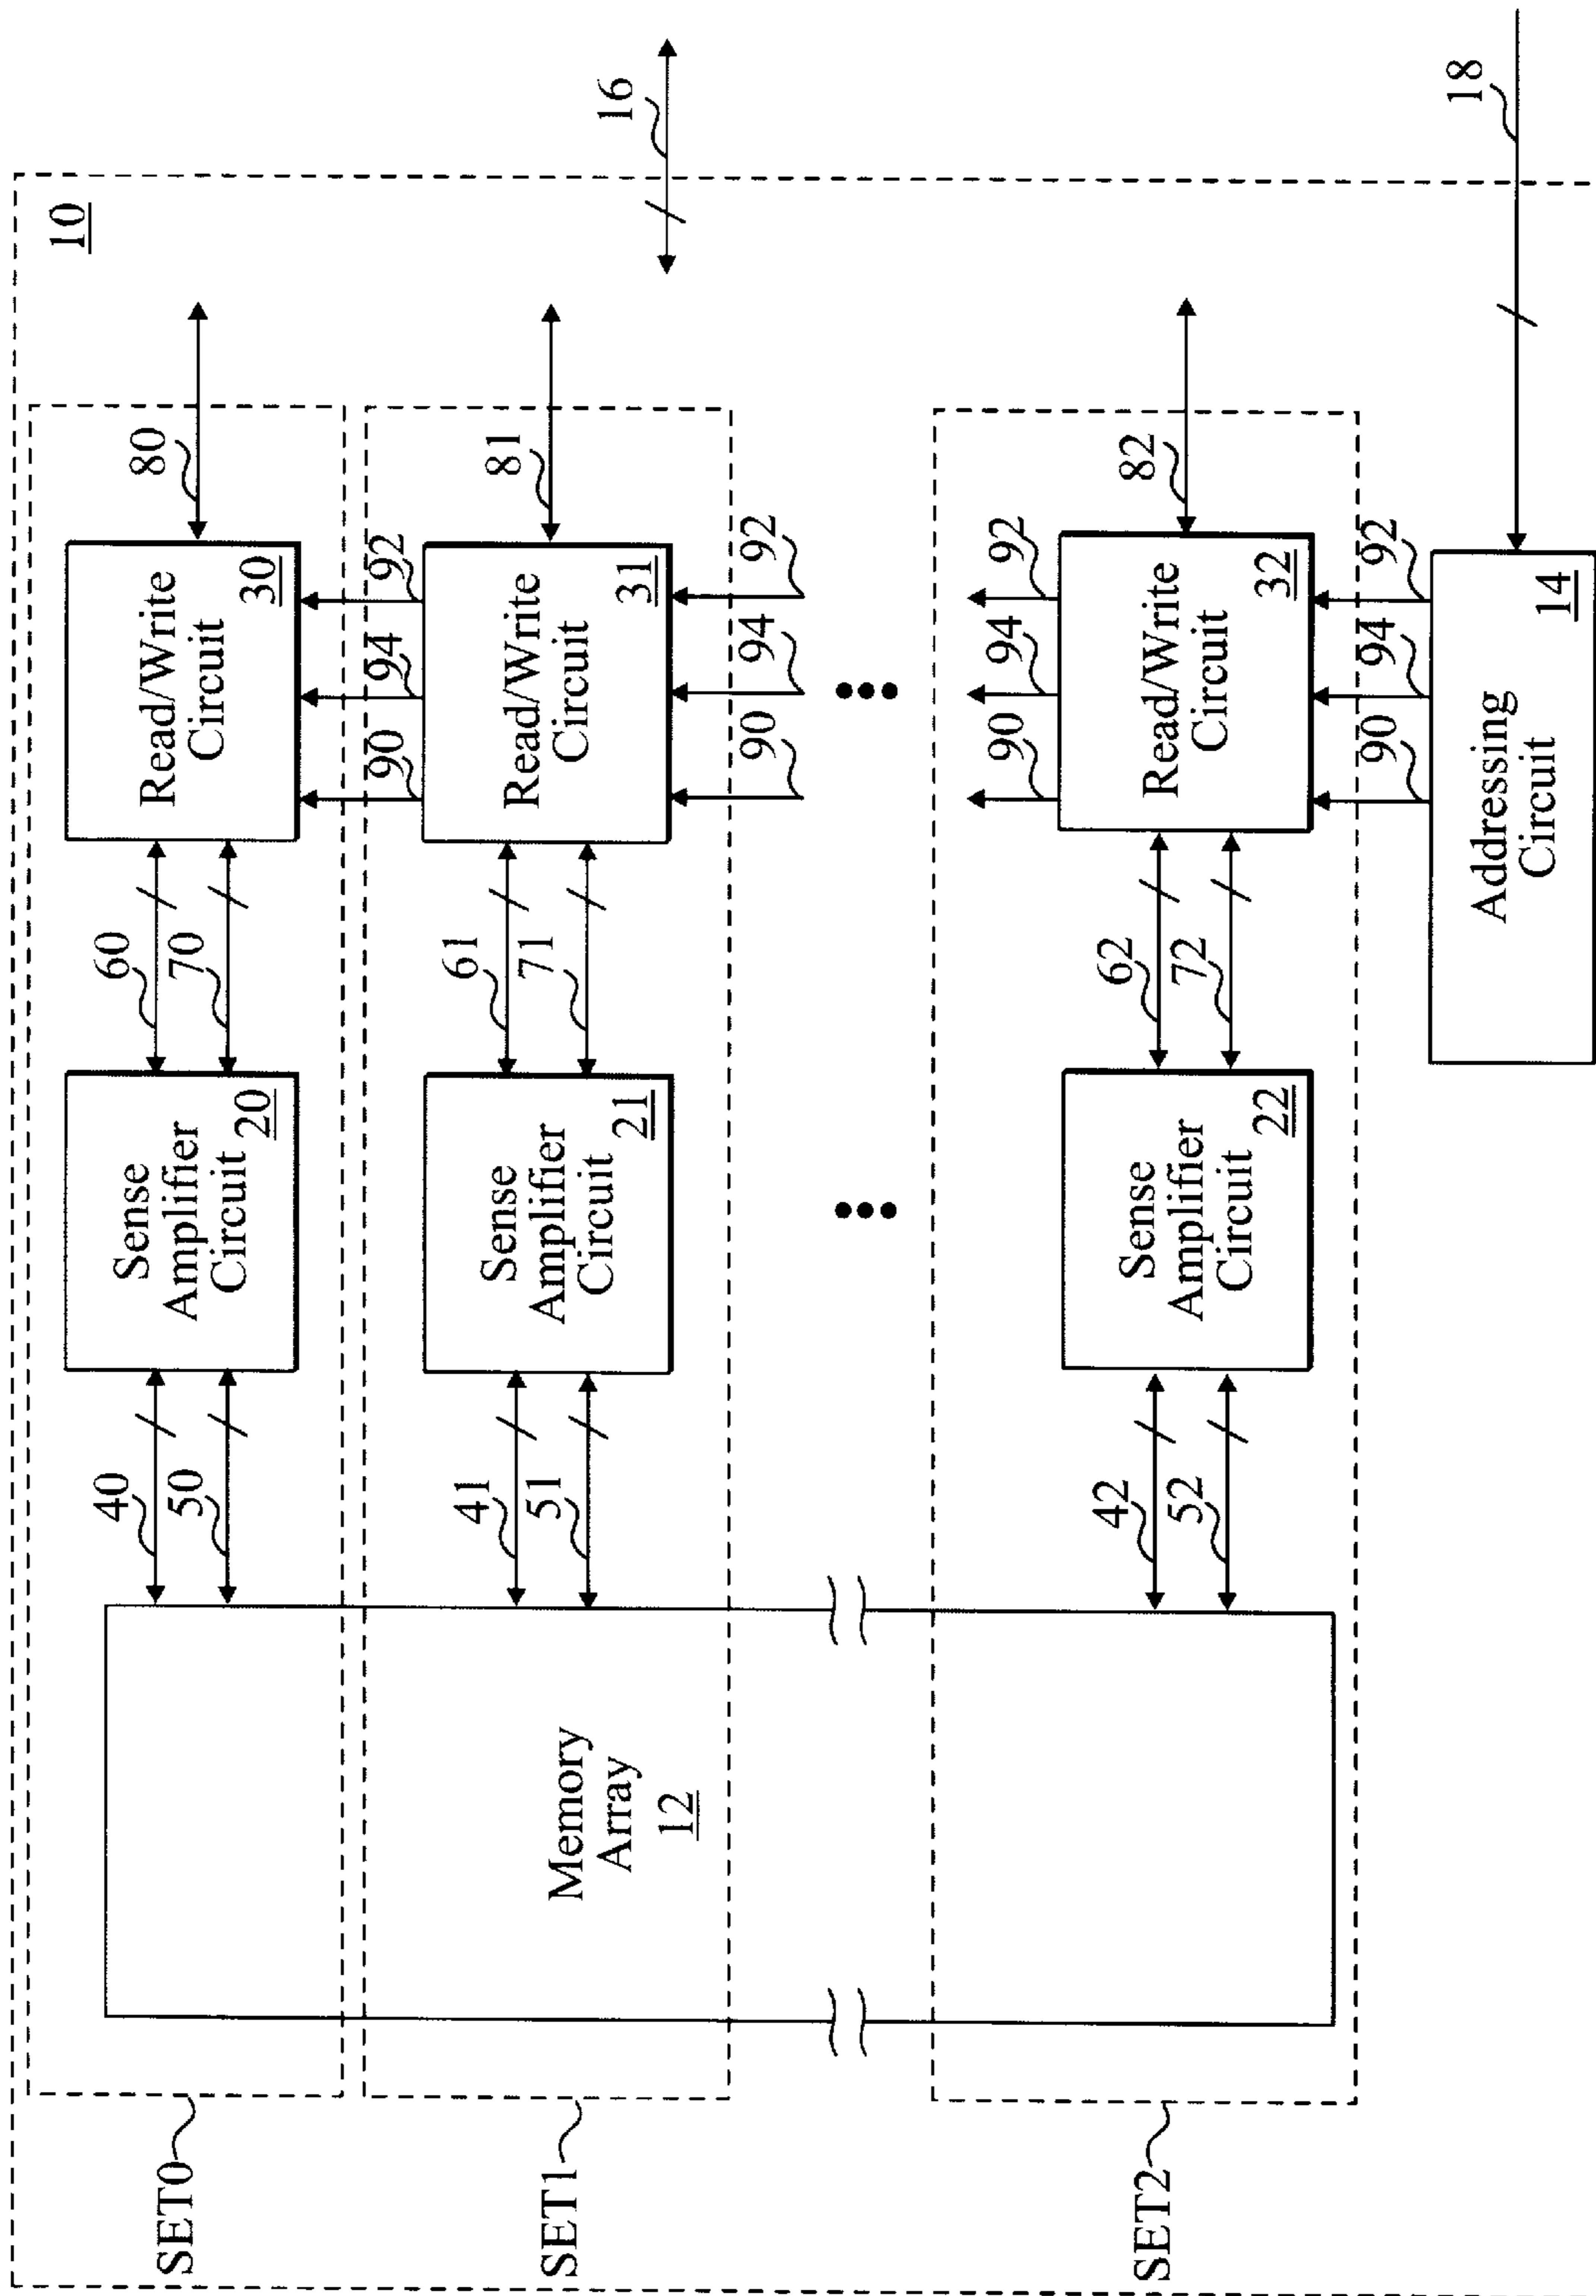 10
SET0
40
50
Sense
Amplifier
Circuit
20
60
70
Read/Write
Circuit
30
80
90
94
92
SET1
Memory
Array
12
41
51
Sense
Amplifier
Circuit
21
61
71
Read/Write
Circuit
31
81
16
90
94
92
SET2
42
52
Sense
Amplifier
Circuit
22
62
72
90
94
92
Read/Write
Circuit
32
82
90
94
92
Addressing
Circuit
14
18